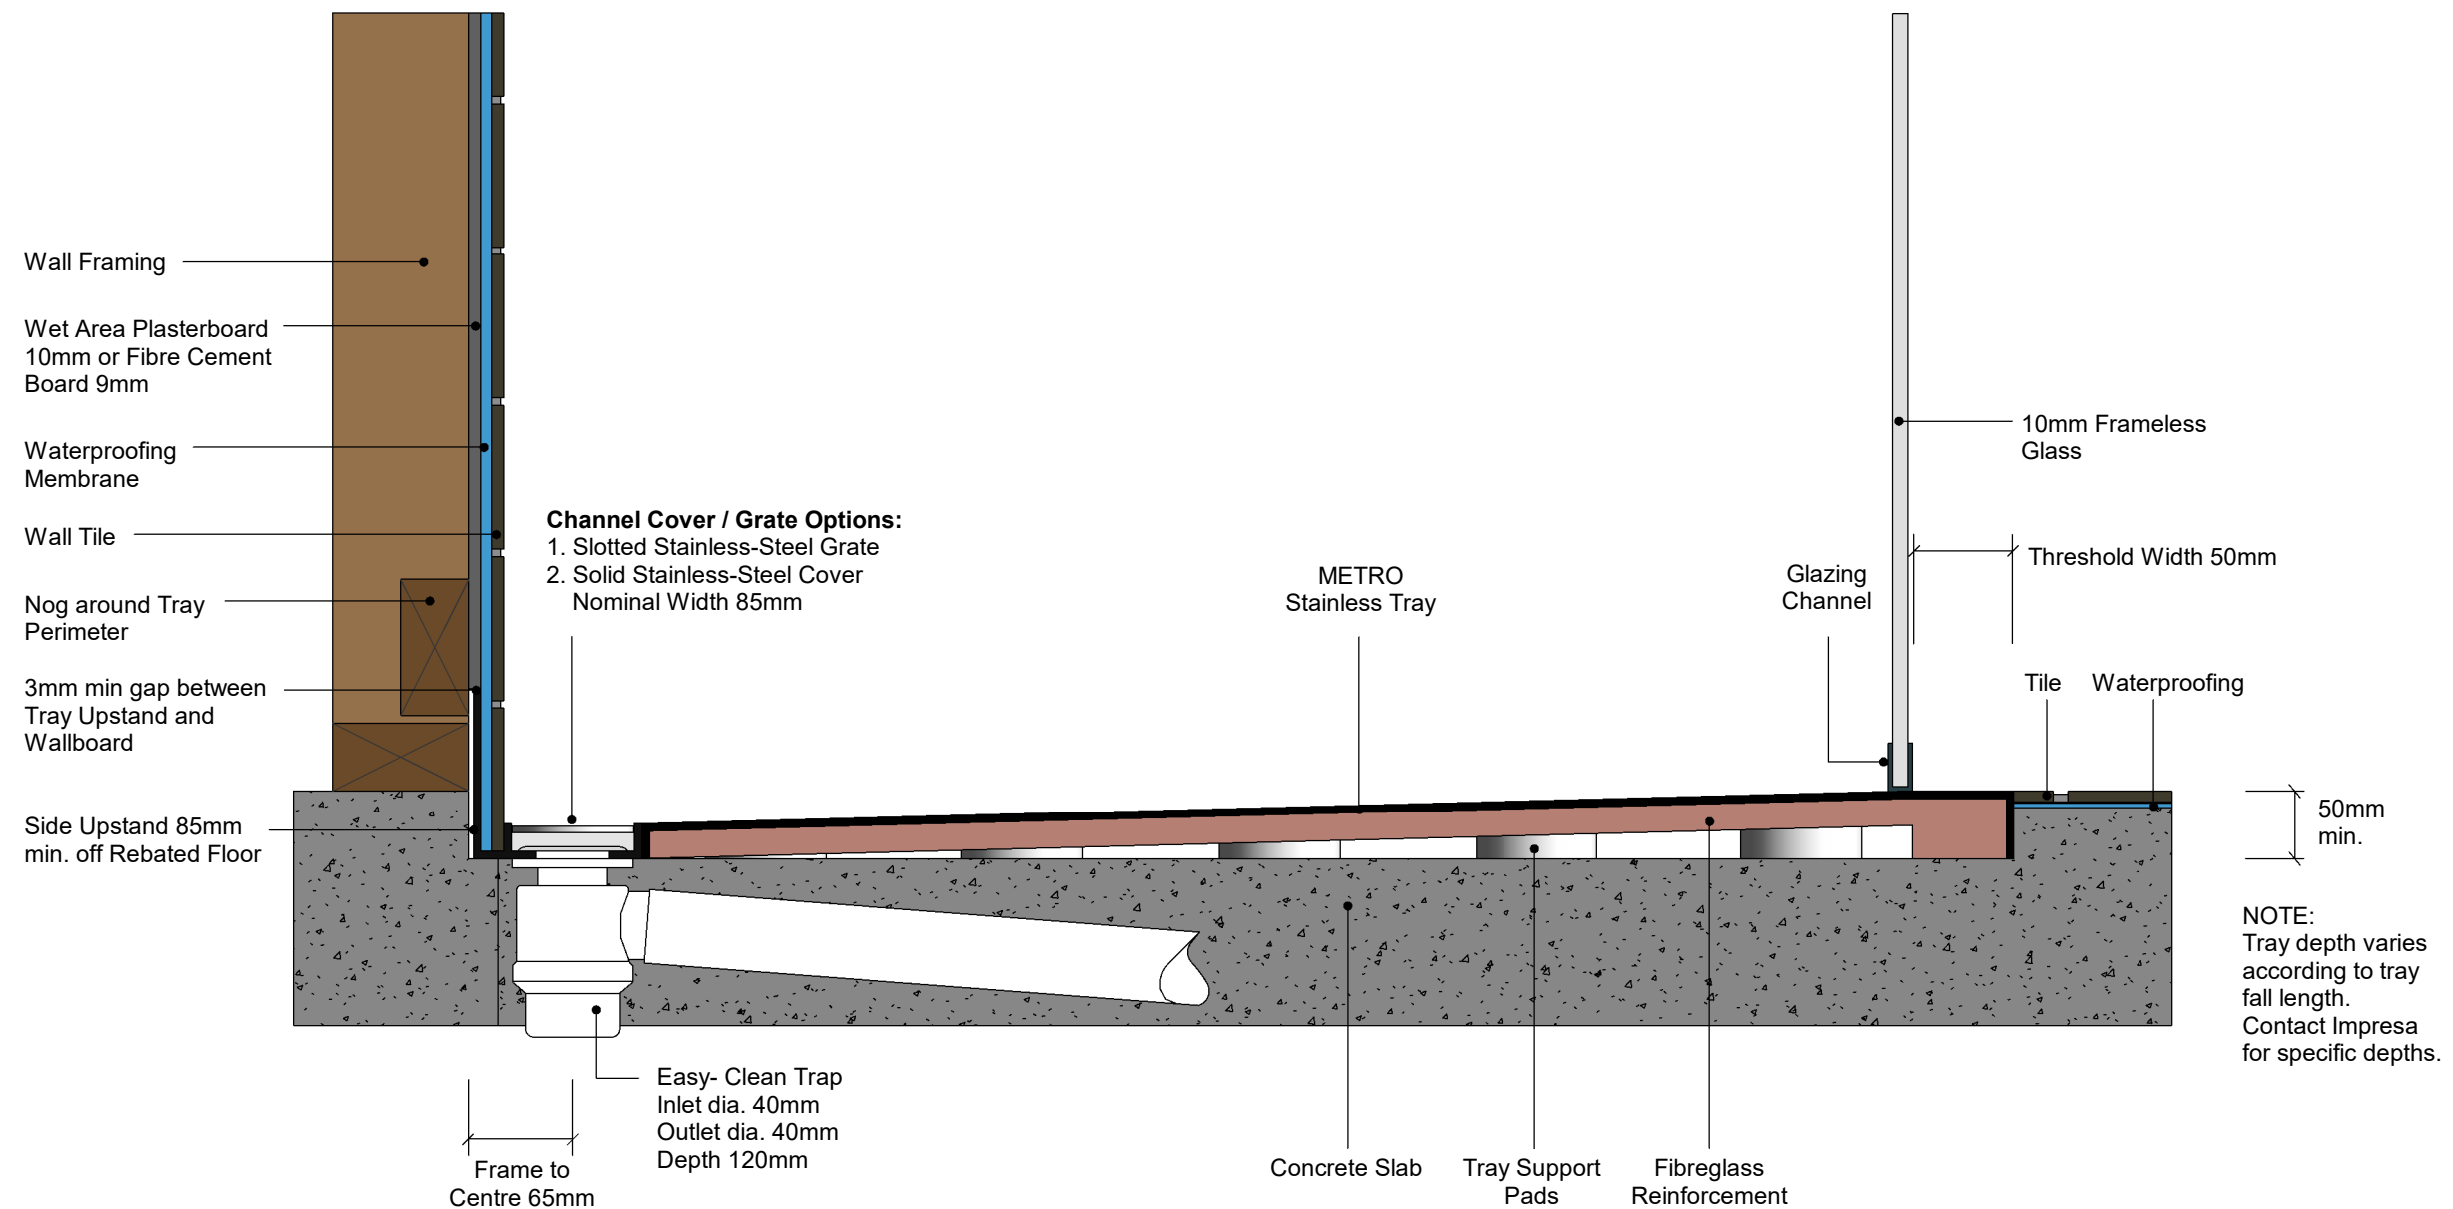 Wall Framing
Wet Area Plasterboard
10mm or Fibre Cement
Board 9mm
Waterproofing
Membrane
Wall Tile
Nog around Tray
Perimeter
3mm min gap between
Tray Upstand and
Wallboard
Side Upstand 85mm
min. off Rebated Floor
Channel Cover / Grate Options:
1. Slotted Stainless-Steel Grate
2. Solid Stainless-Steel Cover
Nominal Width 85mm
METRO
Stainless Tray
Glazing
Channel
10mm Frameless
Glass
Threshold Width 50mm
Tile
Waterproofing
50mm
min.
NOTE:
Tray depth varies
according to tray
fall length.
Contact Impresa
for specific depths.
Easy- Clean Trap
Inlet dia. 40mm
Outlet dia. 40mm
Depth 120mm
Frame to
Centre 65mm
Concrete Slab
Tray Support
Pads
Fibreglass
Reinforcement